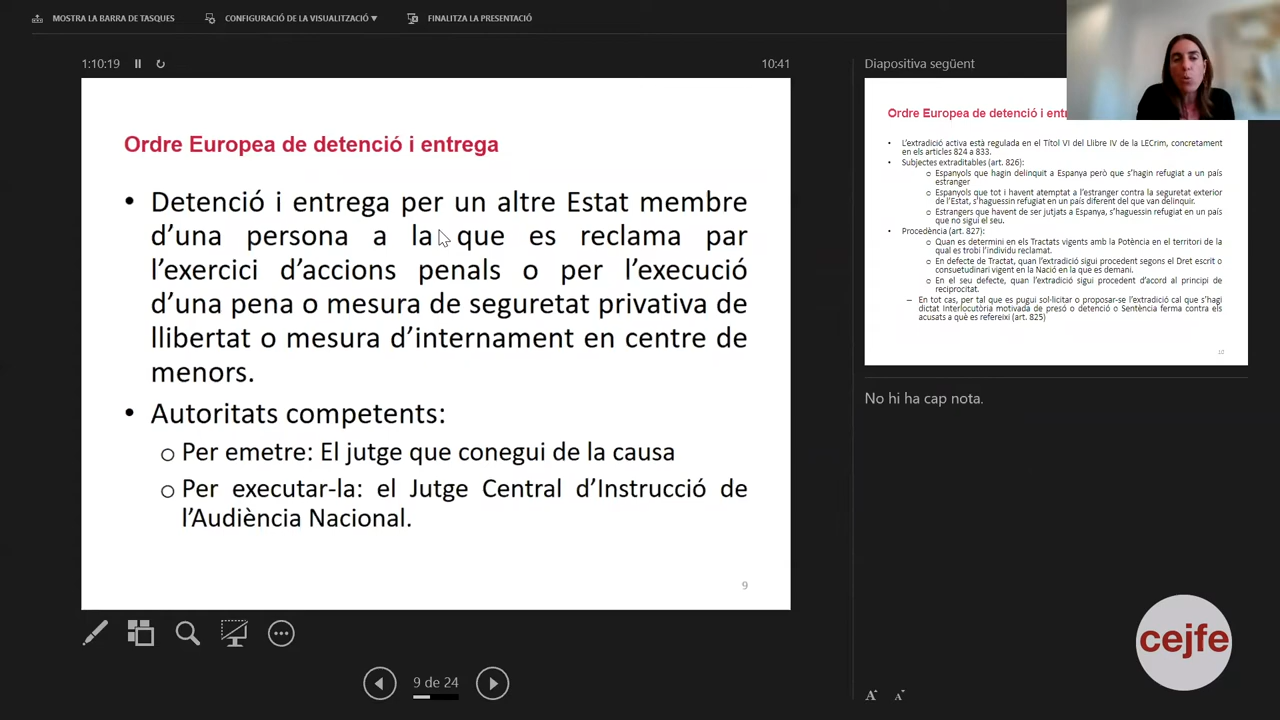 MOSTRA LA BARRA DE TASQUES
CONFIGURACIÓ DE LA VISUALITZACIÓ ▼
FINALITZA LA PRESENTACIÓ
1:10:19
10:41
Ordre Europea de detenció i entrega
• Detenció i entrega per un altre Estat membre
d’una persona a la que es reclama par
l’exercici d’accions penals o per l’execució
d’una pena o mesura de seguretat privativa de
llibertat o mesura d’internament en centre de
menors.
• Autoritats competents:
o Per emetre: El jutge que conegui de la causa
o Per executar-la: el Jutge Central d’Instrucció de
l’Audiència Nacional.
9
9 de 24
Diapositiva següent
Ordre Europea de detenció i entr
• L’extradició activa està regulada en el Títol VI del Llibre IV de la LECrim, concretament
en els articles 824 a 833.
• Subjectes extraditables (art. 826):
o Espanyols que hagin delinquit a Espanya però que s’hagin refugiat a un país
estranger
o Espanyols que tot i havent atemptat a l’estranger contra la seguretat exterior
de l’Estat, s’haguessin refugiat en un país diferent del que van delinquir.
o Estrangers que havent de ser jutjats a Espanya, s’haguessin refugiat en un país
que no sigui el seu.
• Procedència (art. 827):
o Quan es determini en els Tractats vigents amb la Potència en el territori de la
qual es trobi l’individu reclamat.
o En defecte de Tractat, quan l’extradició sigui procedent segons el Dret escrit o
consuetudinari vigent en la Nació en la que es demani.
o En el seu defecte, quan l’extradició sigui procedent d’acord al principi de
reciprocitat.
– En tot cas, per tal que es pugui sol·licitar o proposar-se l’extradició cal que s’hagi
dictat Interlocutòria motivada de presó o detenció o Sentència ferma contra els
acusats a què es refereixi (art. 825)
10
No hi ha cap nota.
cejfe
A A